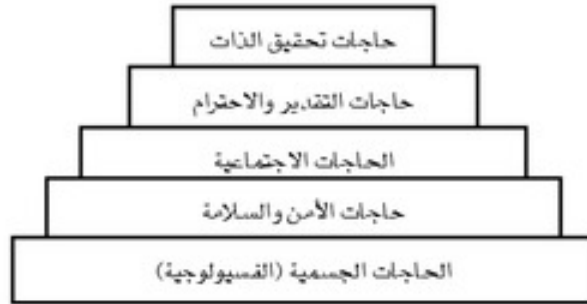 حاجات تحقيق الذات
حاجات التقدير والاحترام
الحاجات الاجتماعية
حاجات الأمن والسلامة
الحاجات الجسمية (الفسيولوجية)